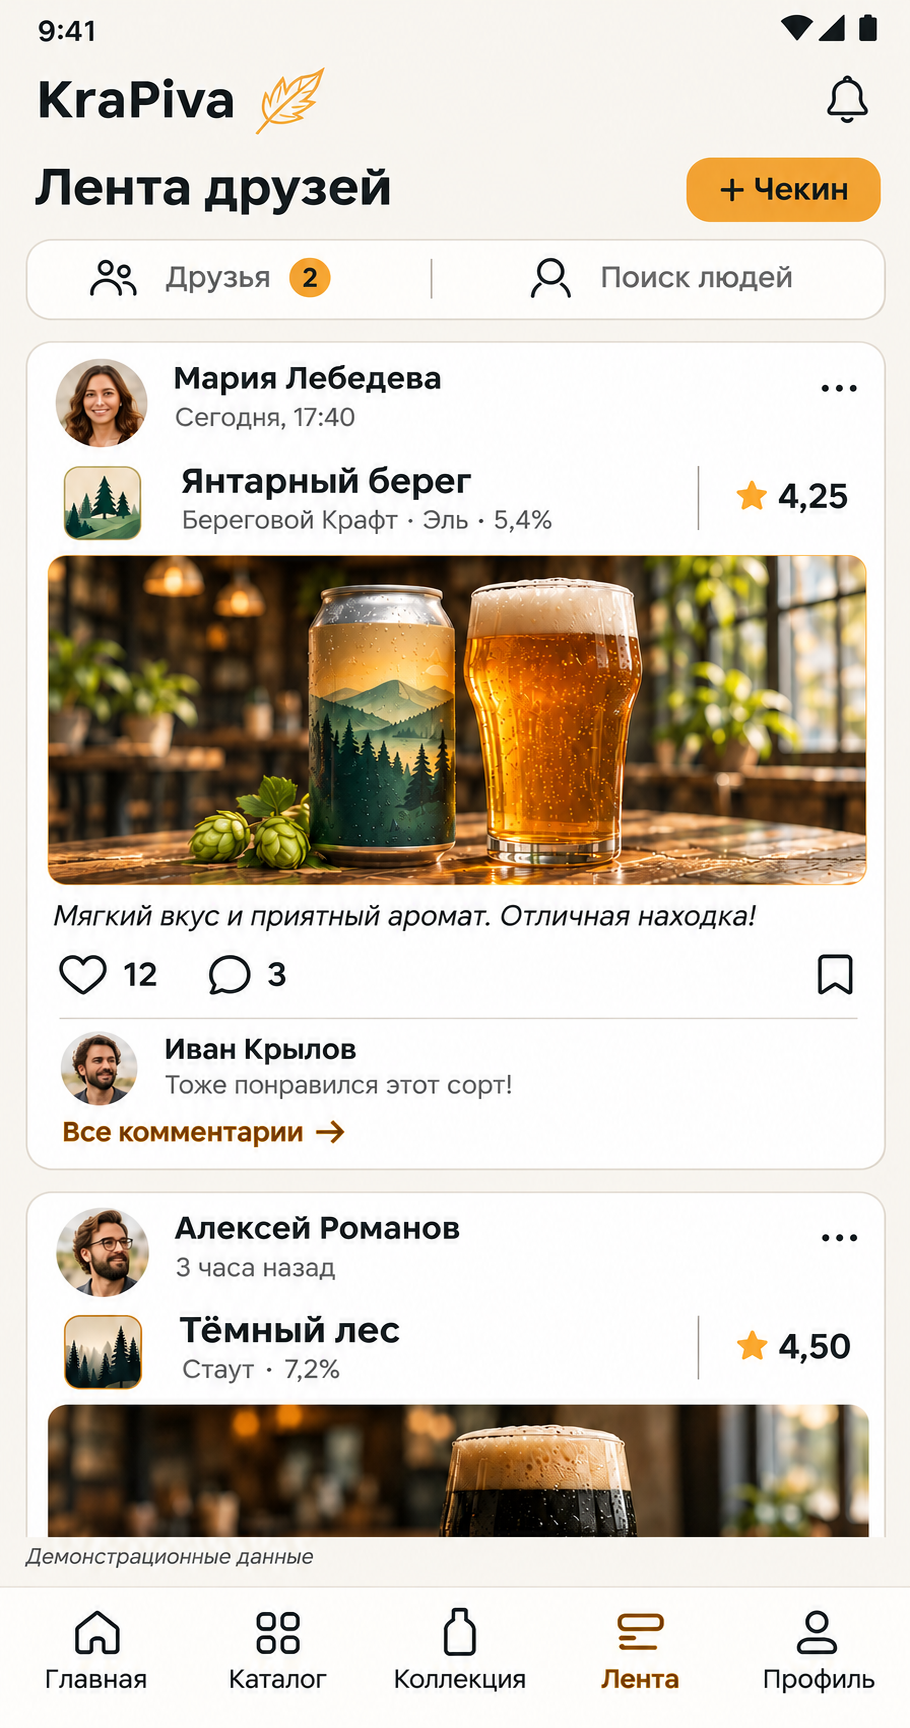 9:41
KraPiva
Лента друзей
+ Чекин
Друзья 2
Поиск людей
Мария Лебедева
Сегодня, 17:40
Янтарный берег
Береговой Крафт · Эль · 5,4%
4,25
Мягкий вкус и приятный аромат. Отличная находка!
12 3
Иван Крылов
Тоже понравился этот сорт!
Все комментарии →
Алексей Романов
3 часа назад
Тёмный лес
Стаут · 7,2%
4,50
Демонстрационные данные
Главная Каталог Коллекция Лента Профиль